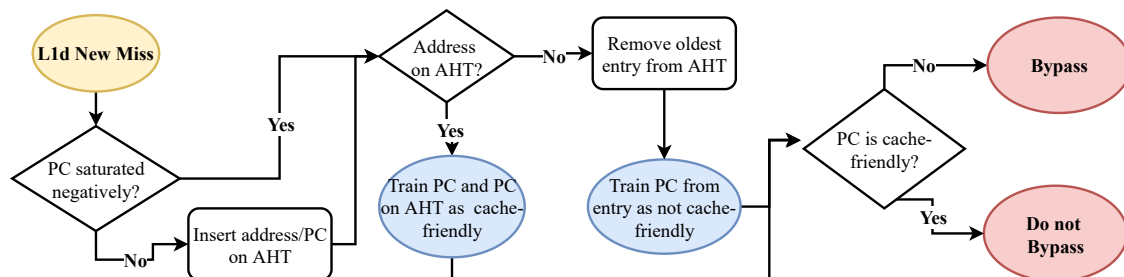 L1d New Miss
PC saturated
negatively?
Yes
No
Insert address/PC
on AHT
Address
on AHT?
No
Yes
Train PC and PC
on AHT as cache-
friendly
Remove oldest
entry from AHT
Train PC from
entry as not cache-
friendly
PC is cache-
friendly?
No
Yes
Bypass
Do not
Bypass